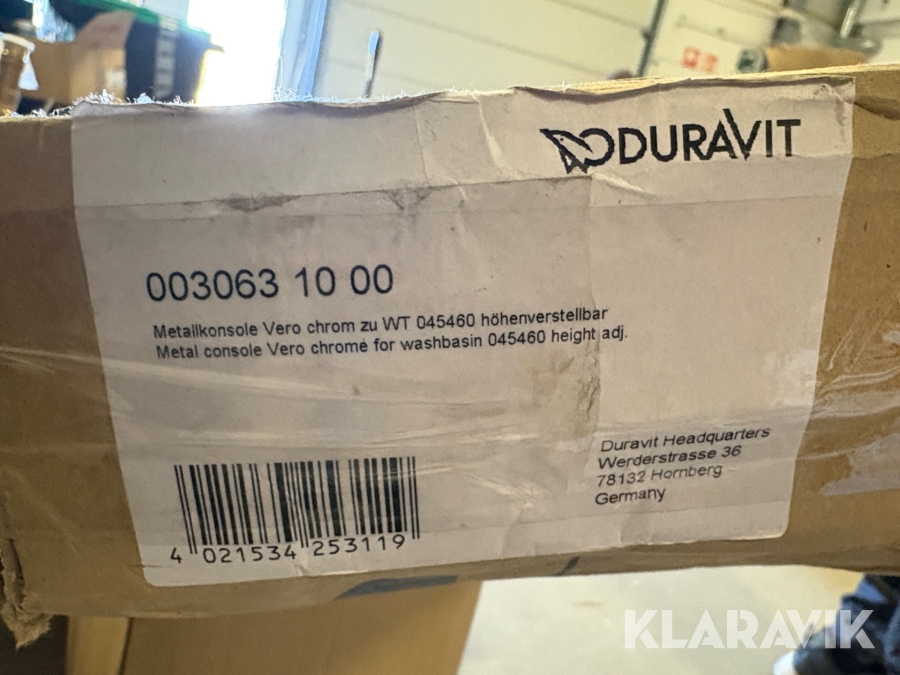 DURAVIT
003063 10 00
Metallkonsole Vero chrom zu WT 045460 höhenverstellbar
Metal console Vero chrome for washbasin 045460 height adj.
Duravit Headquarters
Werderstrasse 36
78132 Hornberg
Germany
4 021534 253119
KLARAVIK